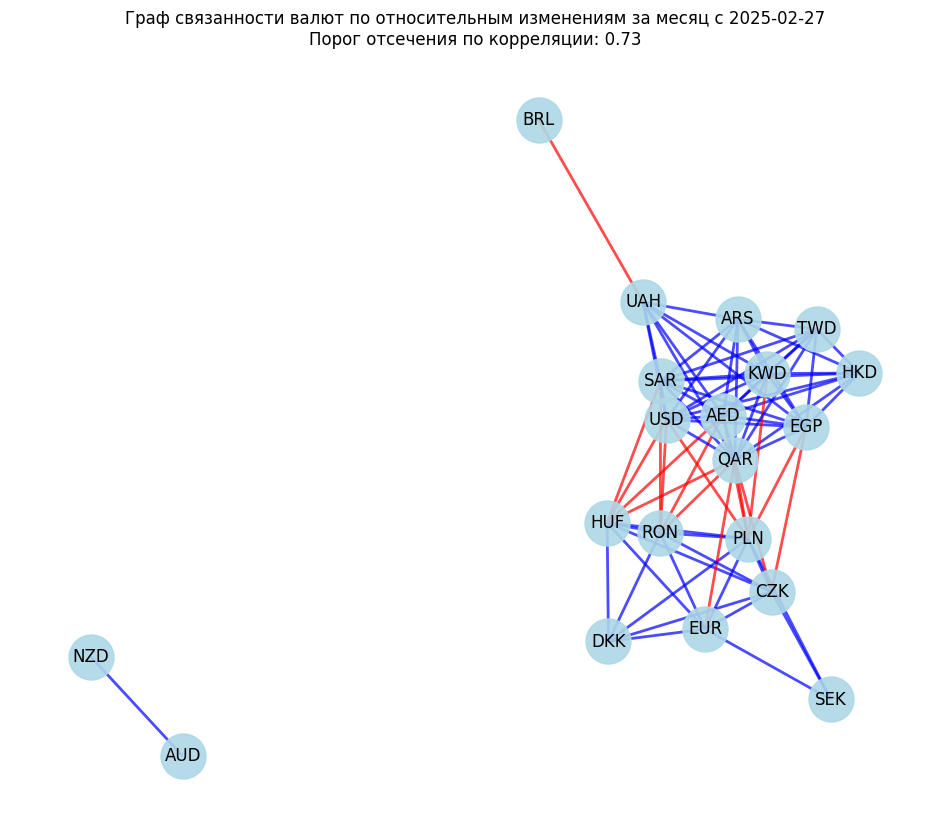 Граф связанности валют по относительным изменениям за месяц с 2025-02-27
Порог отсечения по корреляции: 0.73
BRL
UAH
ARS
TWD
SAR
KWD
HKD
USD
AED
EGP
QAR
HUF
RON
PLN
CZK
DKK
EUR
NZD
SEK
AUD